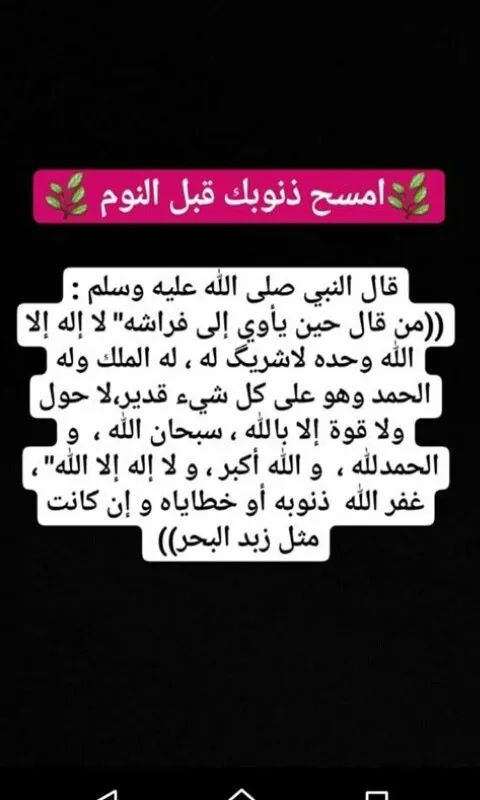 🌿امسح ذنوبك قبل النوم 🌿
قال النبي صلى الله عليه وسلم :
((من قال حين يأوي إلى فراشه" لا إله إلا
الله وحده لاشريگ له ، له الملك وله
الحمد وهو على كل شيء قدير،لا حول
ولا قوة إلا بالله ، سبحان الله ، و
الحمدلله ، و الله أكبر ، و لا إله إلا الله" ،
غفر الله ذنوبه أو خطاياه و إن كانت
مثل زبد البحر))